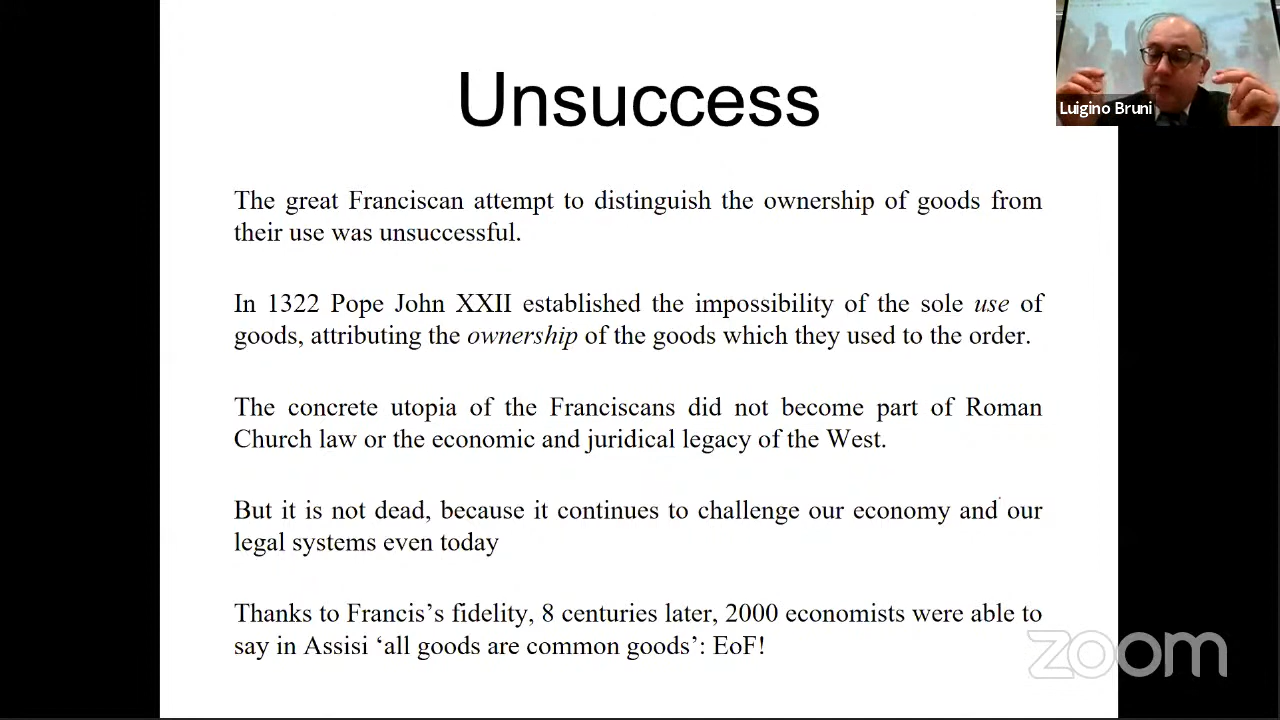 Unsuccess
Luigino Bruni
The great Franciscan attempt to distinguish the ownership of goods from
their use was unsuccessful.
In 1322 Pope John XXII established the impossibility of the sole use of
goods, attributing the ownership of the goods which they used to the order.
The concrete utopia of the Franciscans did not become part of Roman
Church law or the economic and juridical legacy of the West.
But it is not dead, because it continues to challenge our economy and our
legal systems even today
Thanks to Francis’s fidelity, 8 centuries later, 2000 economists were able to
say in Assisi ‘all goods are common goods’: EoF!
zoom